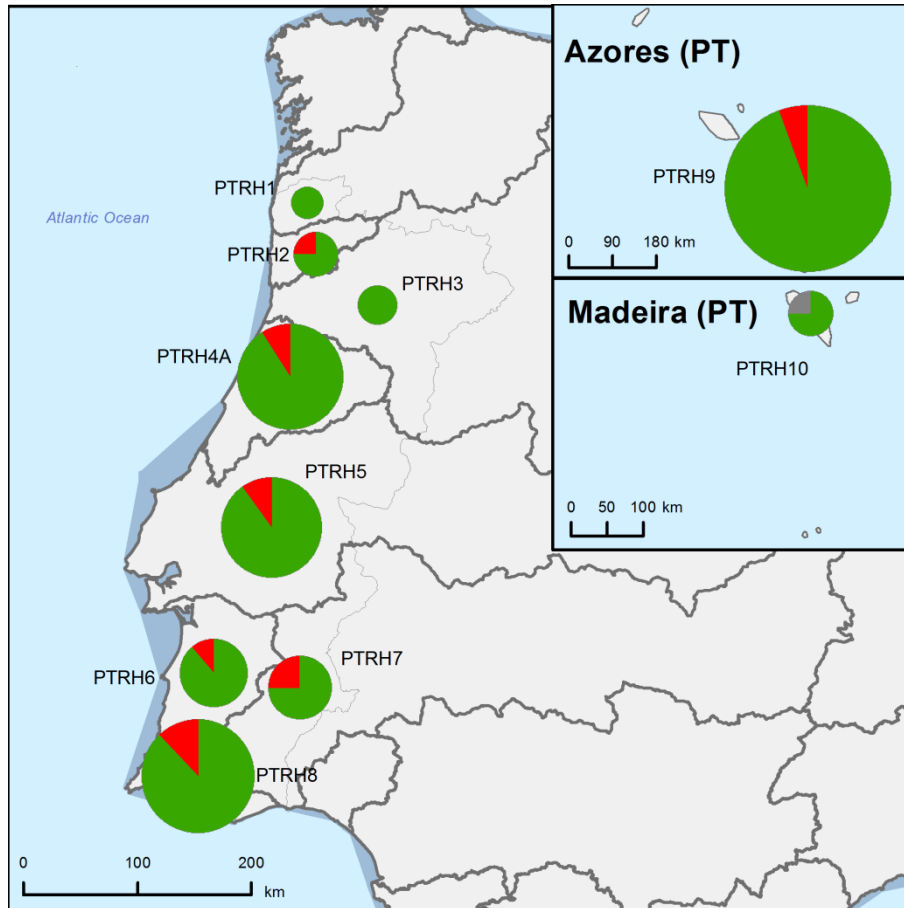 Azores (PT)
PTRH9
0 90 180 km
Madeira (PT)
PTRH10
0 50 100 km
PTRH1
Atlantic Ocean
PTRH2
PTRH3
PTRH4A
PTRH5
PTRH6
PTRH7
PTRH8
0 100 200
km